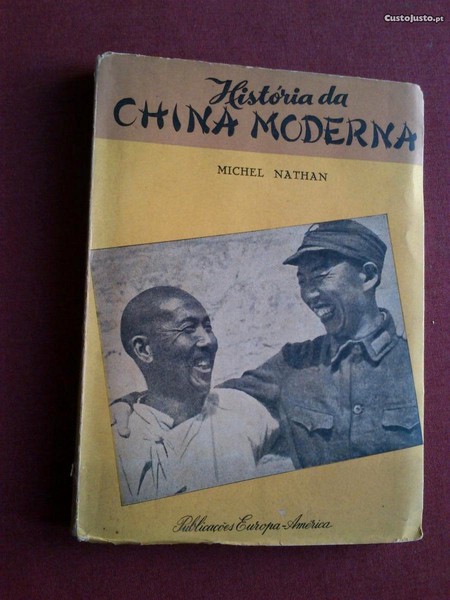 CustoJusto.pt
História da
CHINA MODERNA
MICHEL NATHAN
Publicações Europa-América